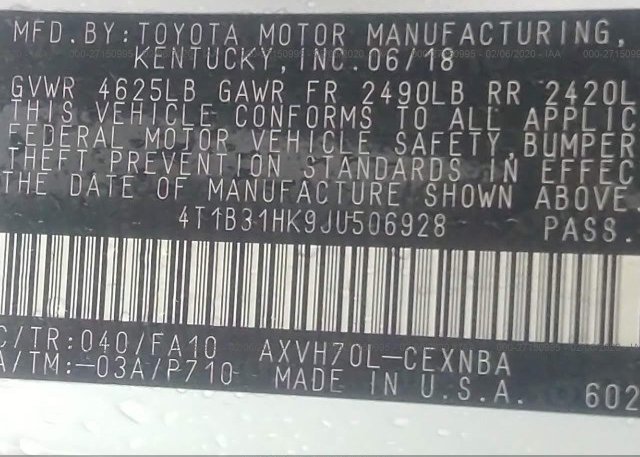 MFD. BY: TOYOTA MOTOR MANUFACTURING,
KENTUCKY, INC. 06/18
GVWR 4625LB GAWR FR 2490LB RR 2420L
THIS VEHICLE CONFORMS TO ALL APPLIC
FEDERAL MOTOR VEHICLE SAFETY, BUMPER
THEFT PREVENTION STANDARDS IN EFFEC
THE DATE OF MANUFACTURE SHOWN ABOVE.
4T1B31HK9JU506928 PASS.
C/TR: 040/FA10 AXVH70L-CEXNBA
A/TM: -03A/P710 MADE IN U.S.A. 602